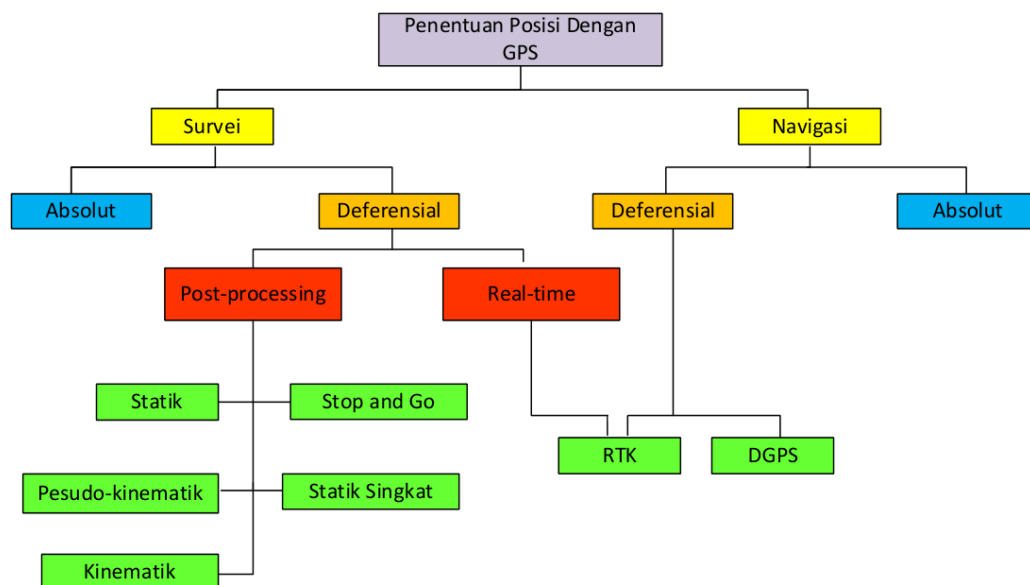 Penentuan Posisi Dengan
GPS
Survei
Navigasi
Absolut
Deferensial
Deferensial
Absolut
Post-processing
Real-time
Statik
Stop and Go
RTK
DGPS
Pesudo-kinematik
Statik Singkat
Kinematik